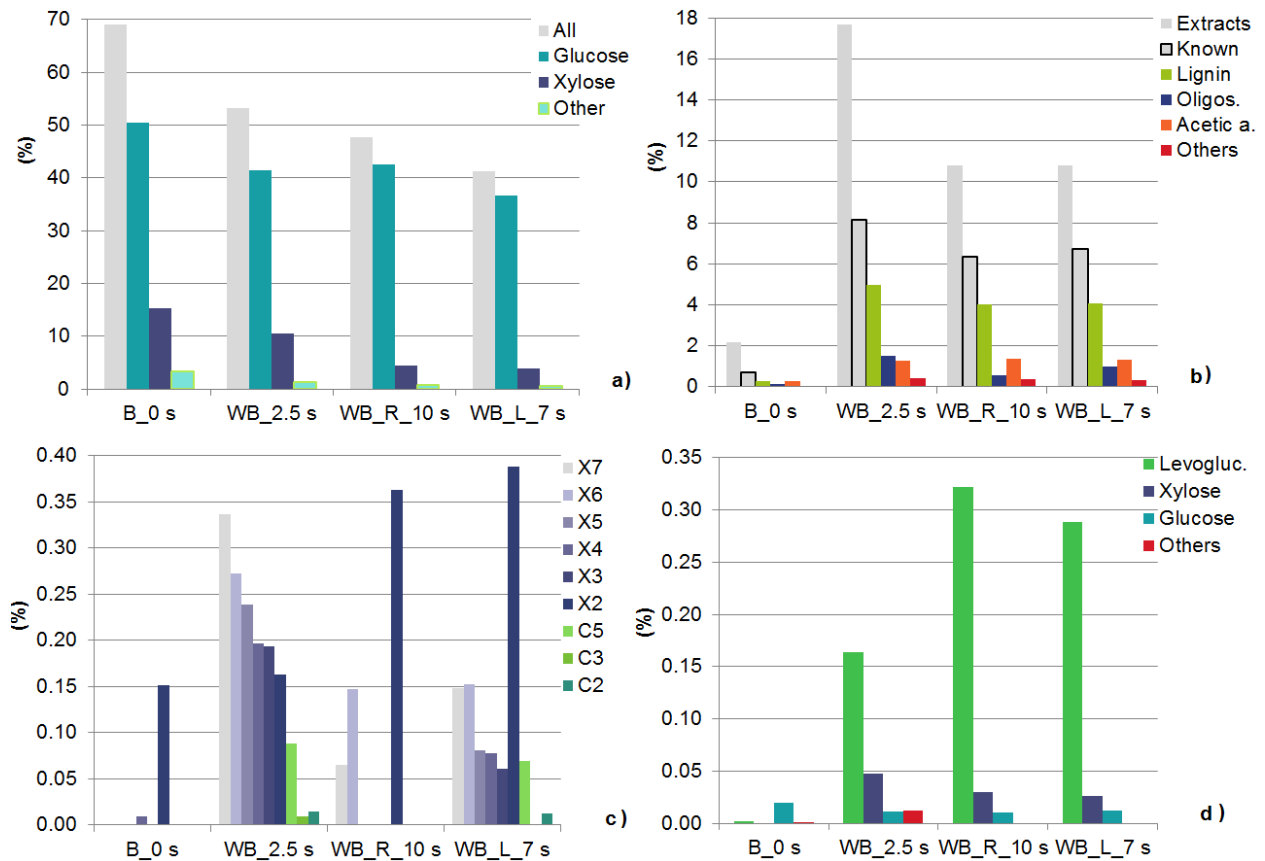 70
60
50
40
30
20
10
0
(%)
All
Glucose
Xylose
Other
a)
B_0 s WB_2.5 s WB_R_10 s WB_L_7 s
18
16
14
12
10
8
6
4
2
0
(%)
Extracts
Known
Lignin
Oligos.
Acetic a.
Others
b)
B_0 s WB_2.5 s WB_R_10 s WB_L_7 s
0.40
0.35
0.30
0.25
0.20
0.15
0.10
0.05
0.00
(%)
X7
X6
X5
X4
X3
X2
C5
C3
C2
c)
B_0 s WB_2.5 s WB_R_10 s WB_L_7 s
0.35
0.30
0.25
0.20
0.15
0.10
0.05
0.00
(%)
Levogluc.
Xylose
Glucose
Others
d)
B_0 s WB_2.5 s WB_R_10 s WB_L_7 s